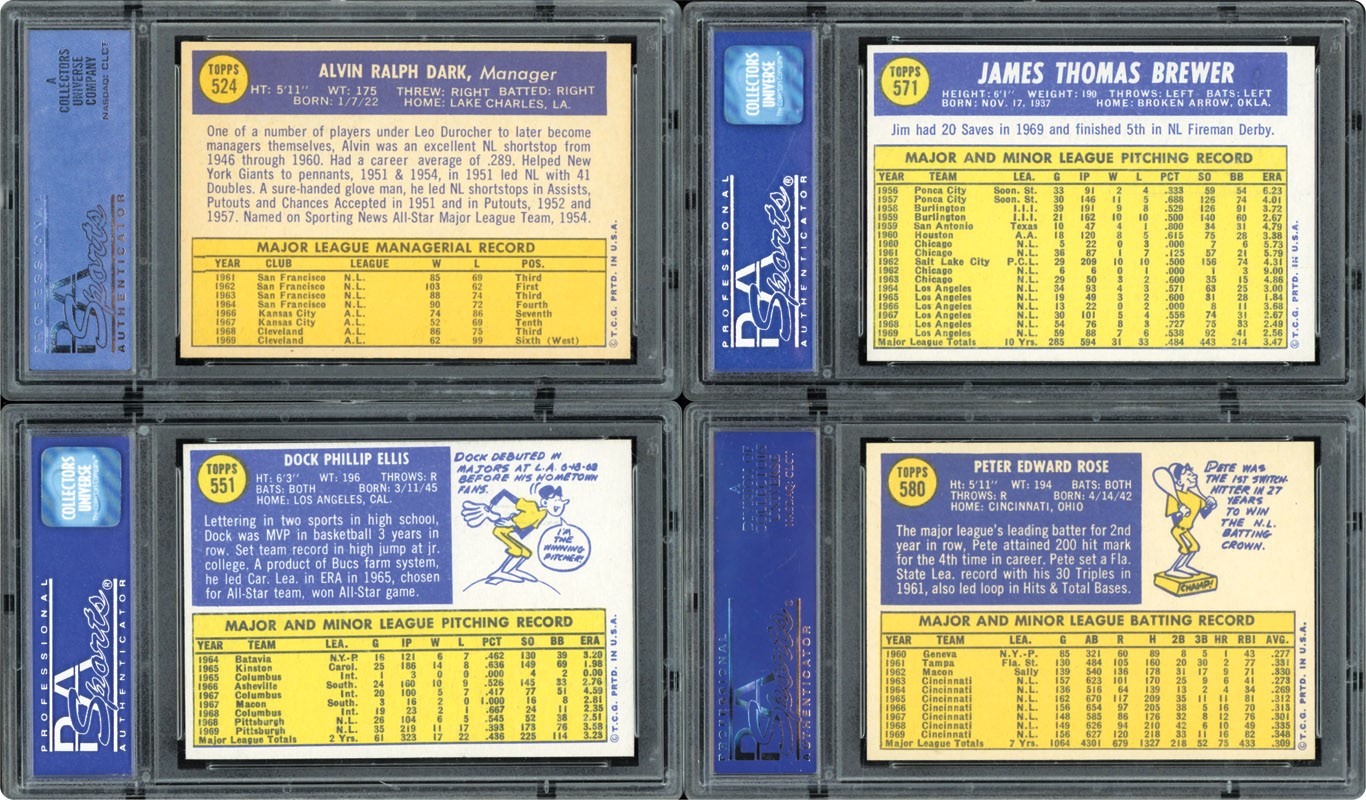 A
COLLECTORS
UNIVERSE
COMPANY
NASDAQ: CLCT
PSA
Sports
AUTHENTICATOR
TOPPS
524
ALVIN RALPH DARK, Manager
HT: 5'11" WT: 175 THREW: RIGHT BATTED: RIGHT
BORN: 1/7/22 HOME: LAKE CHARLES, LA.
One of a number of players under Leo Durocher to later become
managers themselves, Alvin was an excellent NL shortstop from
1946 through 1960. Had a career average of .289. Helped New
York Giants to pennants, 1951 & 1954, in 1951 led NL with 41
Doubles. A sure-handed glove man, he led NL shortstops in Assists,
Putouts and Chances Accepted in 1951 and in Putouts, 1952 and
1957. Named on Sporting News All-Star Major League Team, 1954.
MAJOR LEAGUE MANAGERIAL RECORD
YEAR CLUB LEAGUE W L POS.
1961 San Francisco N.L. 85 69 Third
1962 San Francisco N.L. 103 62 First
1963 San Francisco N.L. 88 74 Third
1964 San Francisco N.L. 90 72 Fourth
1966 Kansas City A.L. 74 86 Seventh
1967 Kansas City A.L. 52 69 Tenth
1968 Cleveland A.L. 86 75 Third
1969 Cleveland A.L. 62 99 Sixth (West)
© T.C.G. PRTD. IN U.S.A.
COLLECTORS
UNIVERSE
PROFESSIONAL
PSA
Sports®
AUTHENTICATOR
TOPPS
571
JAMES THOMAS BREWER
HEIGHT: 6'1" WEIGHT: 190 THROWS: LEFT BATS: LEFT
BORN: NOV. 17, 1937 HOME: BROKEN ARROW, OKLA.
Jim had 20 Saves in 1969 and finished 5th in NL Fireman Derby.
MAJOR AND MINOR LEAGUE PITCHING RECORD
YEAR TEAM LEA. G IP W L PCT SO BB ERA
1956 Ponca City Soon. St. 33 91 2 4 .333 59 54 6.23
1957 Ponca City Soon. St. 30 146 11 5 .688 126 74 4.01
1958 Burlington I.I.I. 39 191 9 8 .529 126 91 3.72
1959 Burlington I.I.I. 21 162 10 10 .500 140 60 2.67
1959 San Antonio Texas 10 47 4 1 .800 34 31 4.79
1960 Houston A.A. 18 120 8 5 .615 75 28 3.38
1960 Chicago N.L. 5 22 0 3 .000 7 6 5.73
1961 Chicago N.L. 36 87 1 7 .125 57 21 5.79
1962 Salt Lake City P.C.L. 29 209 10 10 .500 156 74 4.31
1962 Chicago N.L. 6 6 0 1 .000 1 3 9.00
1963 Chicago N.L. 29 50 3 2 .600 35 15 4.86
1964 Los Angeles N.L. 34 93 4 3 .571 63 25 3.00
1965 Los Angeles N.L. 19 49 3 2 .600 31 28 1.84
1966 Los Angeles N.L. 13 22 0 2 .000 8 11 3.68
1967 Los Angeles N.L. 30 101 5 4 .556 74 31 2.67
1968 Los Angeles N.L. 54 76 8 3 .727 75 33 2.49
1969 Los Angeles N.L. 59 88 7 6 .538 92 41 2.56
Major League Totals 10 Yrs. 285 594 31 33 .484 443 214 3.47
© T.C.G. PRTD. IN U.S.A.
COLLECTORS
UNIVERSE
PROFESSIONAL
PSA
Sports®
AUTHENTICATOR
TOPPS
551
DOCK PHILLIP ELLIS
HT: 6'3" WT: 196 THROWS: R
BATS: BOTH BORN: 3/11/45
HOME: LOS ANGELES, CAL.
Lettering in two sports in high school,
Dock was MVP in basketball 3 years in
row. Set team record in high jump at jr.
college. A product of Bucs farm system,
he led Car. Lea. in ERA in 1965, chosen
for All-Star team, won All-Star game.
DOCK DEBUTED IN
MAJORS AT L.A. 6-18-68
BEFORE HIS HOMETOWN
FANS.
I'M
THE
WINNING
PITCHER!
MAJOR AND MINOR LEAGUE PITCHING RECORD
YEAR TEAM LEA. G IP W L PCT SO BB ERA
1964 Batavia N.Y.-P. 16 121 6 7 .462 130 39 3.20
1965 Kinston Carol. 25 186 14 8 .636 149 69 1.98
1965 Columbus Int. 1 3 0 0 .000 4 2 0.00
1966 Asheville South. 24 160 10 9 .526 145 33 2.76
1967 Columbus Int. 20 100 5 7 .417 77 51 4.59
1967 Macon South. 3 16 2 0 1.000 16 8 2.81
1968 Columbus Int. 19 23 2 1 .667 24 11 2.35
1968 Pittsburgh N.L. 26 104 6 5 .545 52 38 2.51
1969 Pittsburgh N.L. 35 219 11 17 .393 173 76 3.58
Major League Totals 2 Yrs. 61 323 17 22 .436 225 114 3.23
© T.C.G. PRTD. IN U.S.A.
PROFESSIONAL
PSA
Sports
AUTHENTICATOR
TOPPS
580
PETER EDWARD ROSE
Ht: 5'11" WT: 194 BATS: BOTH
THROWS: R BORN: 4/14/42
HOME: CINCINNATI, OHIO
The major league's leading batter for 2nd
year in row, Pete attained 200 hit mark
for the 4th time in career. Pete set a Fla.
State Lea. record with his 30 Triples in
1961, also led loop in Hits & Total Bases.
PETE WAS
THE 1ST SWITCH-
HITTER IN 27
YEARS
TO WIN
THE N.L.
BATTING
CROWN.
CHAMP!
MAJOR AND MINOR LEAGUE BATTING RECORD
YEAR TEAM LEA. G AB R H 2B 3B HR RBI AVG.
1960 Geneva N.Y.-P. 85 321 60 89 8 5 1 43 .277
1961 Tampa Fla. St. 130 484 105 160 20 30 2 77 .331
1962 Macon Sally 139 540 136 178 31 17 9 71 .330
1963 Cincinnati N.L. 157 623 101 170 25 9 6 41 .273
1964 Cincinnati N.L. 136 516 64 139 13 2 4 34 .269
1965 Cincinnati N.L. 162 670 117 209 35 11 11 81 .312
1966 Cincinnati N.L. 156 654 97 205 38 5 16 70 .313
1967 Cincinnati N.L. 148 585 86 176 32 8 12 76 .301
1968 Cincinnati N.L. 149 626 94 210 42 6 10 49 .335
1969 Cincinnati N.L. 156 627 120 218 33 11 16 82 .348
Major League Totals 7 Yrs. 1064 4301 679 1327 218 52 75 433 .309
© T.C.G. PRTD. IN U.S.A.